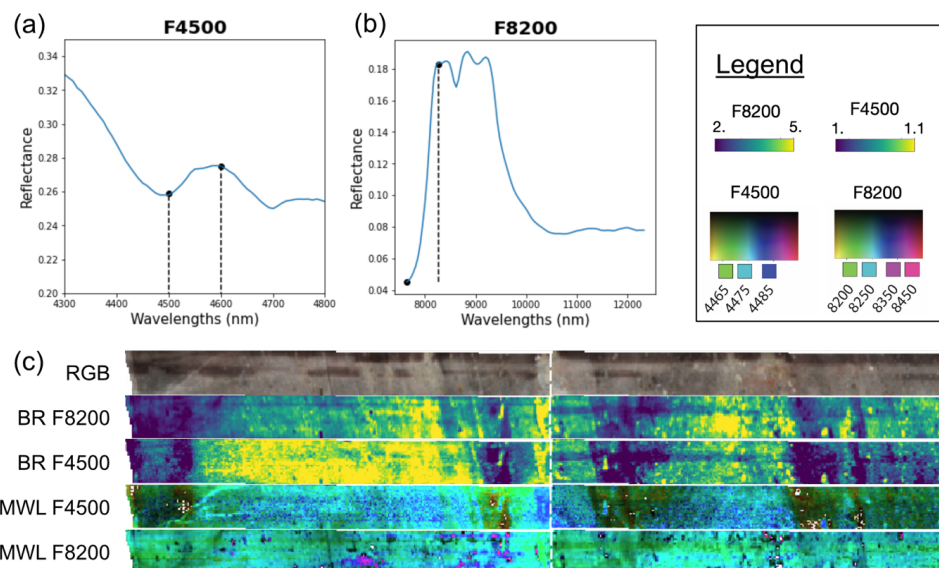 (a)
F4500
Reflectance
0.34
0.32
0.30
0.28
0.26
0.24
0.22
0.20
4300 4400 4500 4600 4700 4800
Wavelengths (nm)
(b)
F8200
Reflectance
0.18
0.16
0.14
0.12
0.10
0.08
0.06
0.04
8000 9000 10000 11000 12000
Wavelengths (nm)
Legend
F8200 F4500
2. 5. 1. 1.1
F4500 F8200
4465 4475 4485 8200 8250 8350 8450
(c)
RGB
BR F8200
BR F4500
MWL F4500
MWL F8200